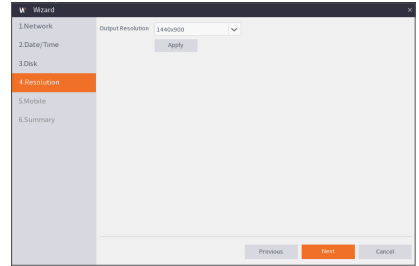 W Wizard ×
1.Network
Output Resolution 1440x900
2.Date/Time
Apply
3.Disk
4.Resolution
5.Mobile
6.Summary
Previous Next Cancel